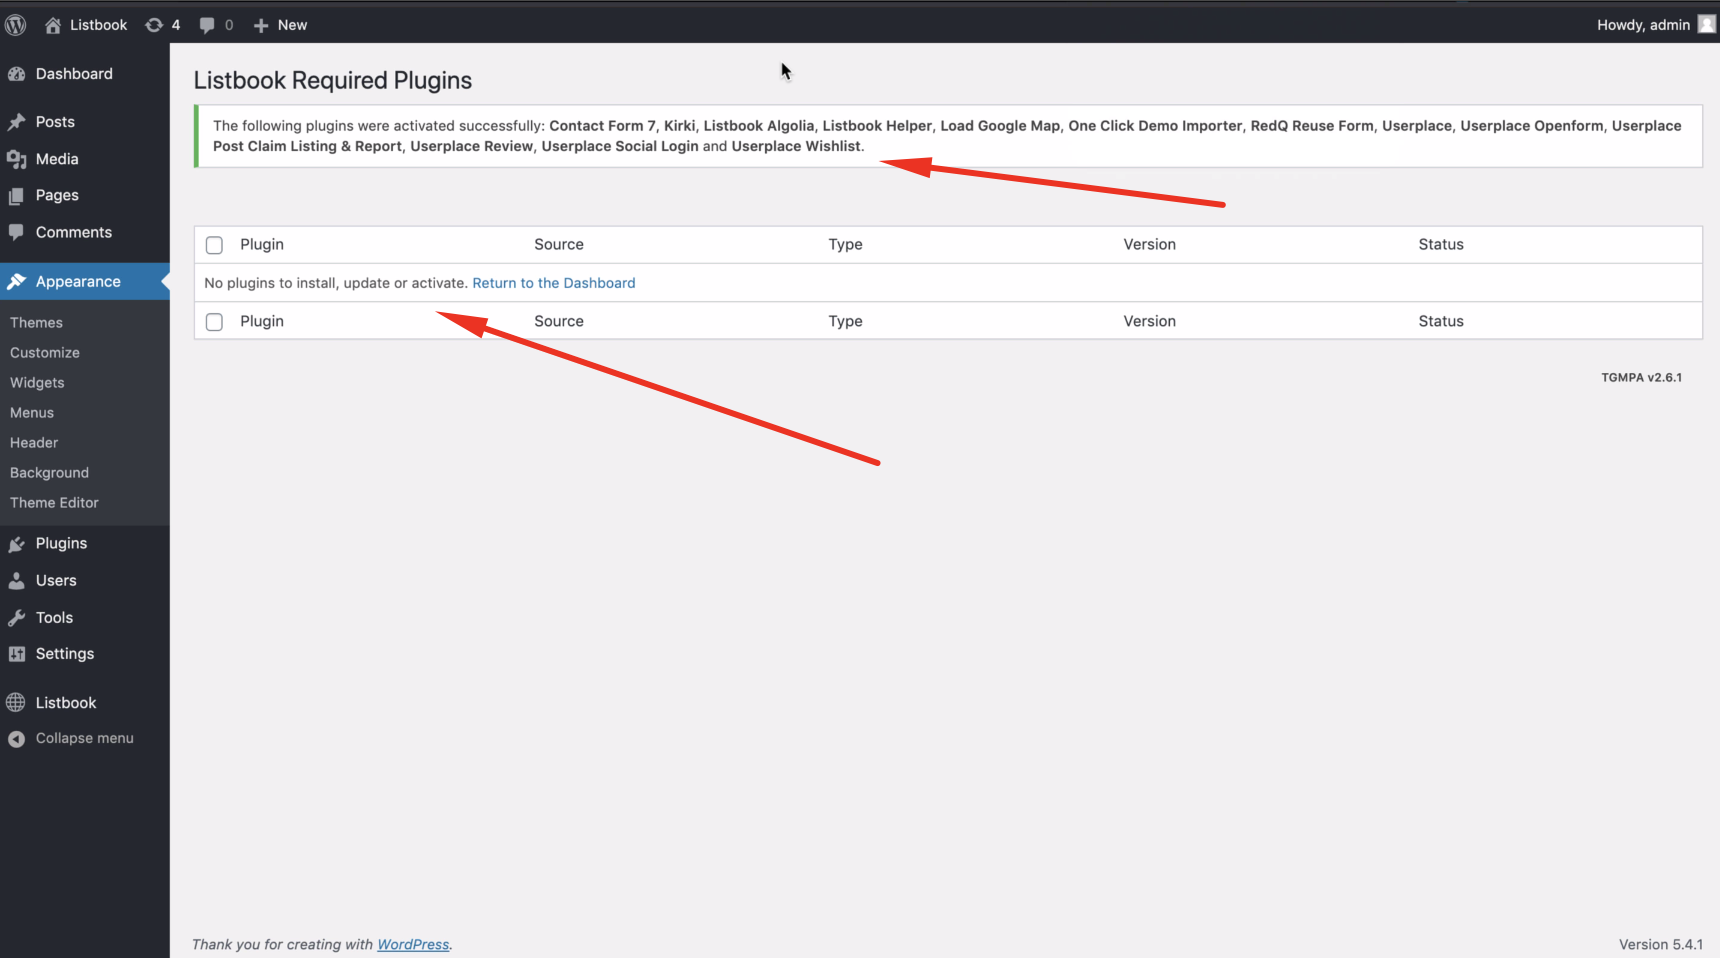 Listbook 4 0 New Howdy, admin
Dashboard
Posts
Media
Pages
Comments
Appearance
Themes
Customize
Widgets
Menus
Header
Background
Theme Editor
Plugins
Users
Tools
Settings
Listbook
Collapse menu
Listbook Required Plugins
The following plugins were activated successfully: Contact Form 7, Kirki, Listbook Algolia, Listbook Helper, Load Google Map, One Click Demo Importer, RedQ Reuse Form, Userplace, Userplace Openform, Userplace
Post Claim Listing & Report, Userplace Review, Userplace Social Login and Userplace Wishlist.
Plugin Source Type Version Status
No plugins to install, update or activate. Return to the Dashboard
Plugin Source Type Version Status
TGMPA v2.6.1
Thank you for creating with WordPress. Version 5.4.1